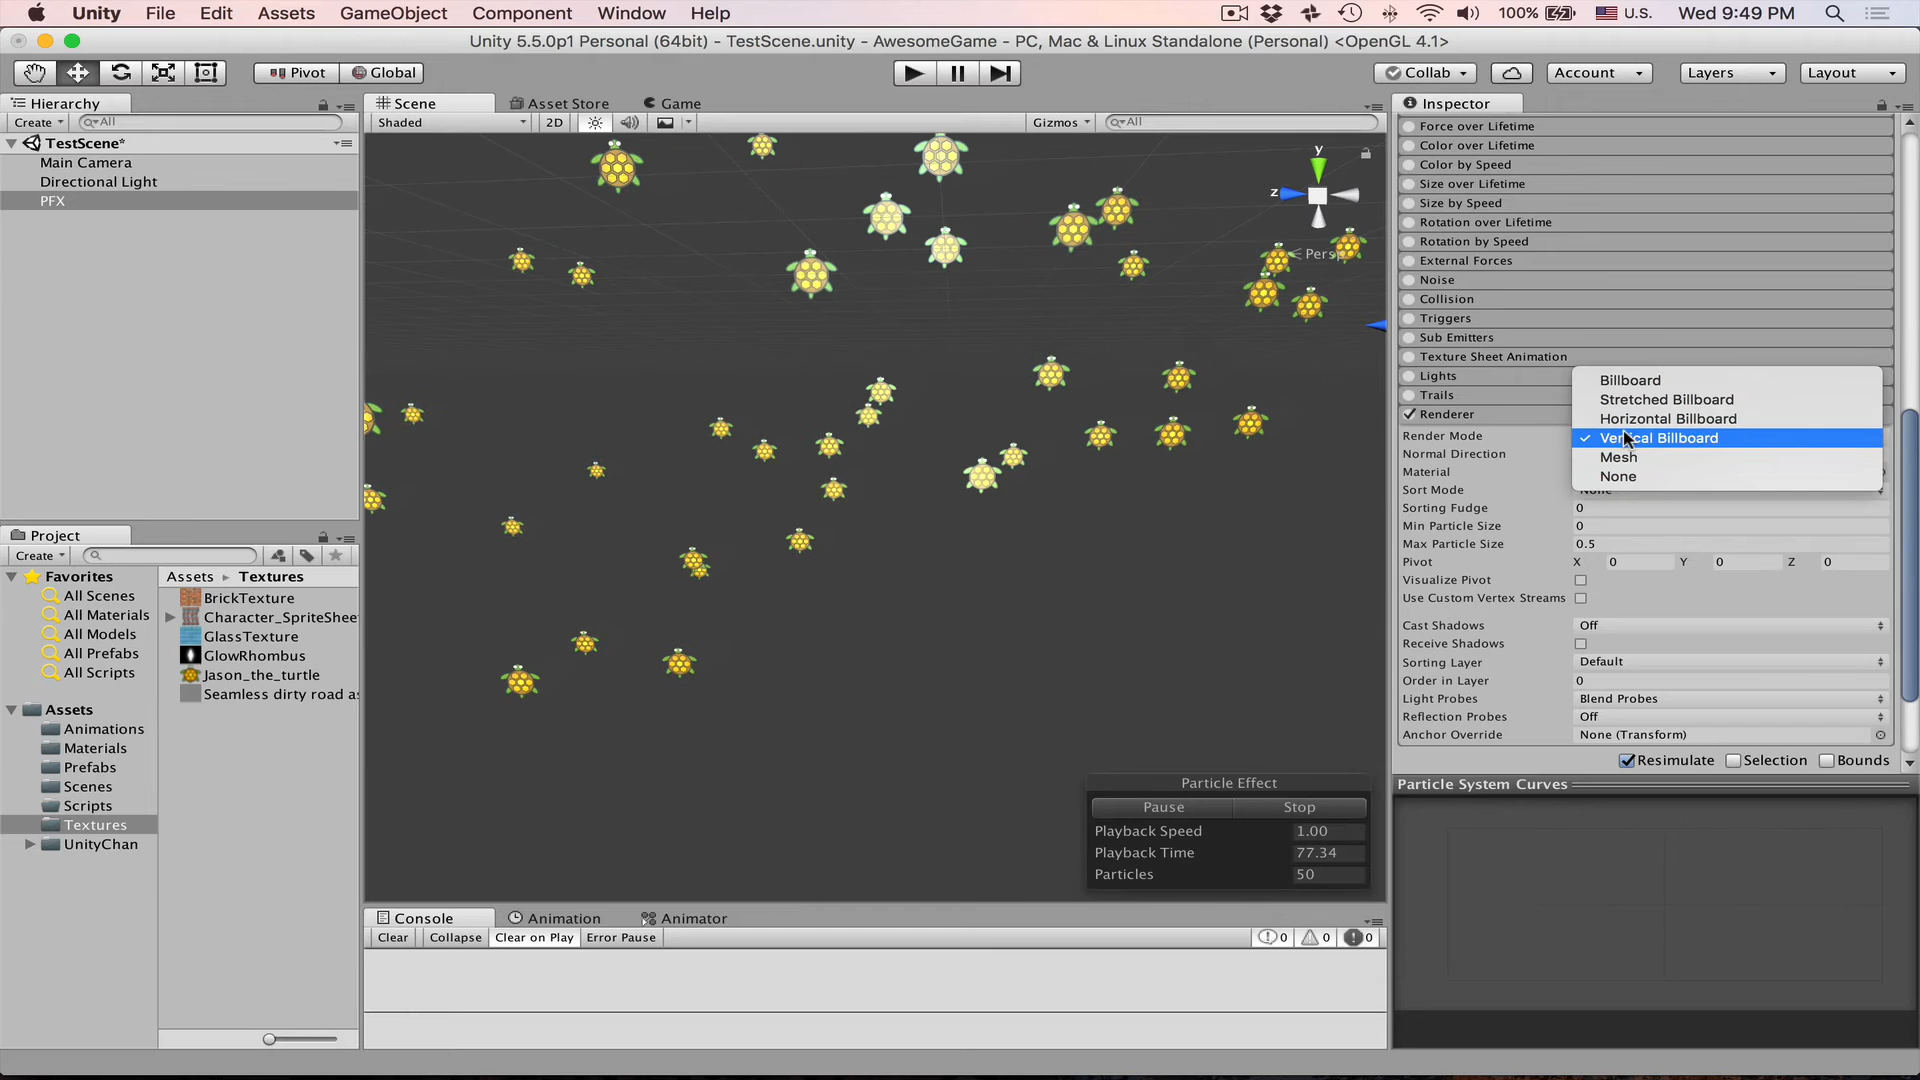 Unity File Edit Assets GameObject Component Window Help 100% U.S. Wed 9:49 PM
Unity 5.5.0p1 Personal (64bit) - TestScene.unity - AwesomeGame - PC, Mac & Linux Standalone (Personal) <OpenGL 4.1>
Pivot Global Collab Account Layers Layout
Hierarchy
Create All
TestScene*
Main Camera
Directional Light
PFX
Scene Asset Store Game
Shaded 2D Gizmos All
y
z
Persp
Inspector
Force over Lifetime
Color over Lifetime
Color by Speed
Size over Lifetime
Size by Speed
Rotation over Lifetime
Rotation by Speed
External Forces
Noise
Collision
Triggers
Sub Emitters
Texture Sheet Animation
Lights
Trails
Renderer
Render Mode
Normal Direction
Material
Sort Mode None
Billboard
Stretched Billboard
Horizontal Billboard
Vertical Billboard
Mesh
None
Sorting Fudge 0
Min Particle Size 0
Max Particle Size 0.5
Pivot X 0 Y 0 Z 0
Visualize Pivot
Use Custom Vertex Streams
Cast Shadows Off
Receive Shadows
Sorting Layer Default
Order in Layer 0
Light Probes Blend Probes
Reflection Probes Off
Anchor Override None (Transform)
Resimulate Selection Bounds
Particle System Curves
Project
Create
Favorites
All Scenes
All Materials
All Models
All Prefabs
All Scripts
Assets
Animations
Materials
Prefabs
Scenes
Scripts
Textures
UnityChan
Assets Textures
BrickTexture
Character_SpriteShee
GlassTexture
GlowRhombus
Jason_the_turtle
Seamless dirty road as
Particle Effect
Pause Stop
Playback Speed 1.00
Playback Time 77.34
Particles 50
Console Animation Animator
Clear Collapse Clear on Play Error Pause 0 0 0